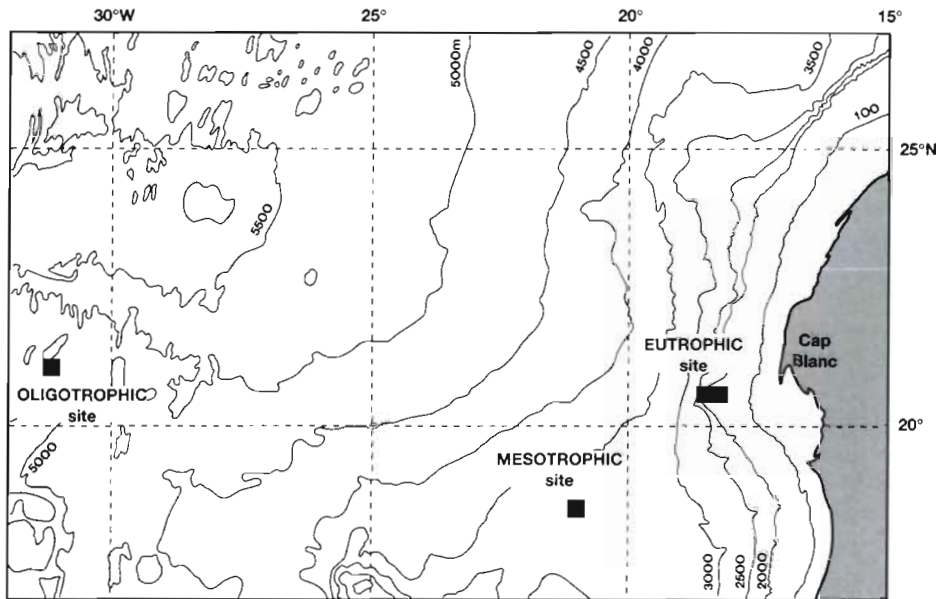 30°W
25°
20°
15°
5000m
4500
4000
3500
100
25°N
5500
EUTROPHIC
site
Cap
Blanc
OLIGOTROPHIC
site
20°
5000
MESOTROPHIC
site
3000
2500
2000